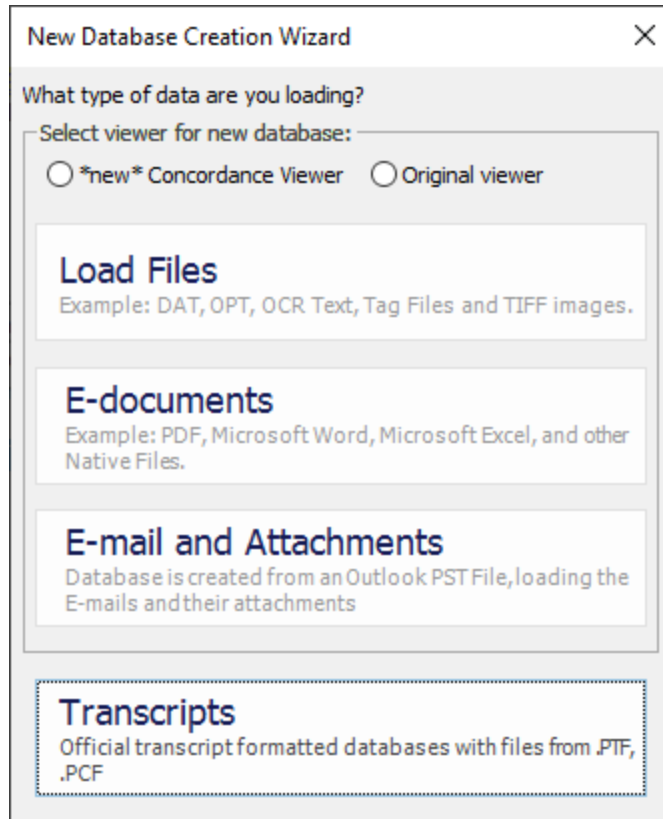 New Database Creation Wizard
What type of data are you loading?
Select viewer for new database:
*new* Concordance Viewer Original viewer
Load Files
Example: DAT, OPT, OCR Text, Tag Files and TIFF images.
E-documents
Example: PDF, Microsoft Word, Microsoft Excel, and other
Native Files.
E-mail and Attachments
Database is created from an Outlook PST File, loading the
E-mails and their attachments
Transcripts
Official transcript formatted databases with files from .PTF,
.PCF